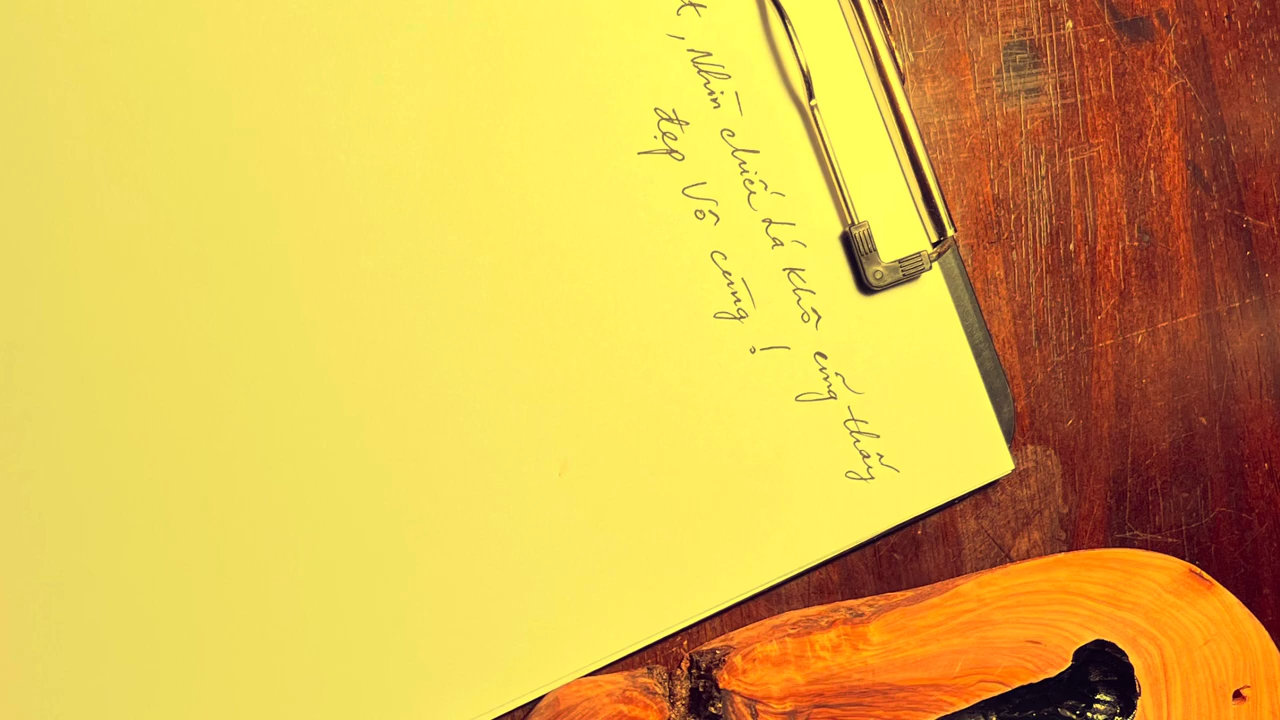 , Nhìn chiếc lá khô cũng thấy
đẹp vô cùng !